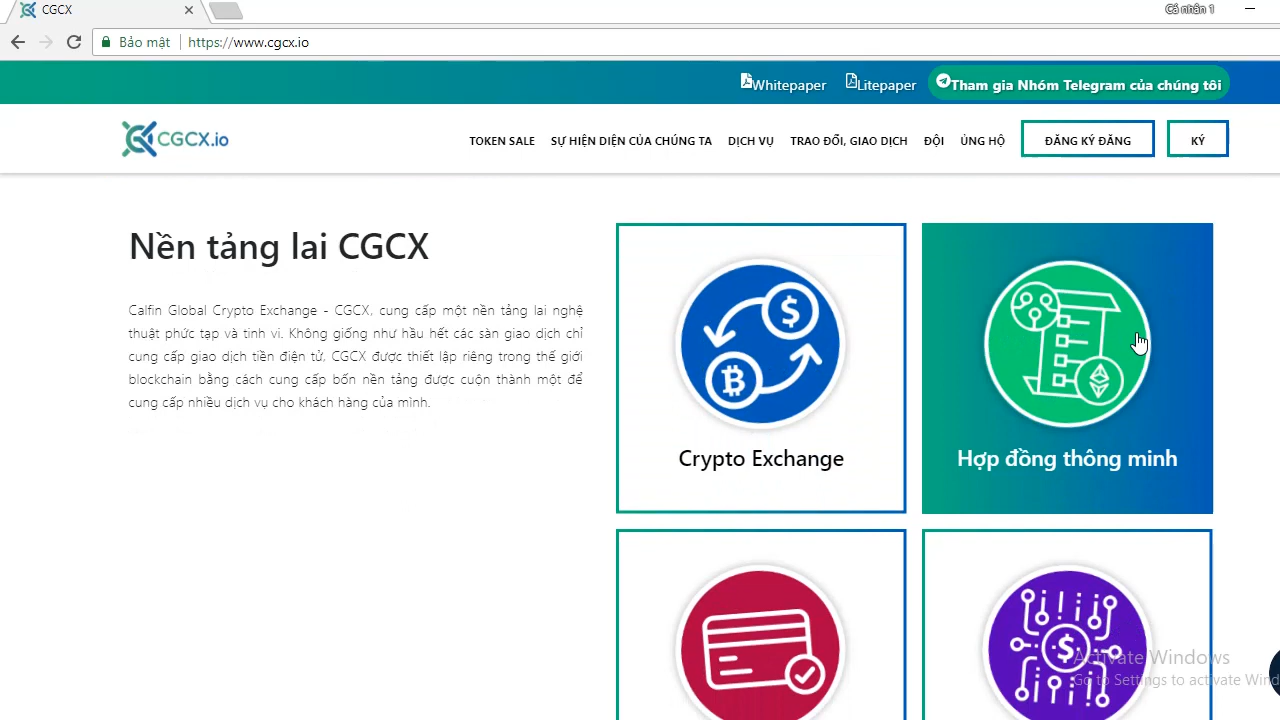 CGCX
Cá nhân 1
Bảo mật
https://www.cgcx.io
Whitepaper
Litepaper
Tham gia Nhóm Telegram của chúng tôi
CGCX.io
TOKEN SALE
SỰ HIỆN DIỆN CỦA CHÚNG TA
DỊCH VỤ
TRAO ĐỔI, GIAO DỊCH
ĐỘI
ỦNG HỘ
ĐĂNG KÝ ĐĂNG
KÝ
Nền tảng lai CGCX
Calfin Global Crypto Exchange - CGCX, cung cấp một nền tảng lai nghệ
thuật phức tạp và tinh vi. Không giống như hầu hết các sàn giao dịch chỉ
cung cấp giao dịch tiền điện tử, CGCX được thiết lập riêng trong thế giới
blockchain bằng cách cung cấp bốn nền tảng được cuộn thành một để
cung cấp nhiều dịch vụ cho khách hàng của mình.
Crypto Exchange
Hợp đồng thông minh
Activate Windows
Go to Settings to activate Wind